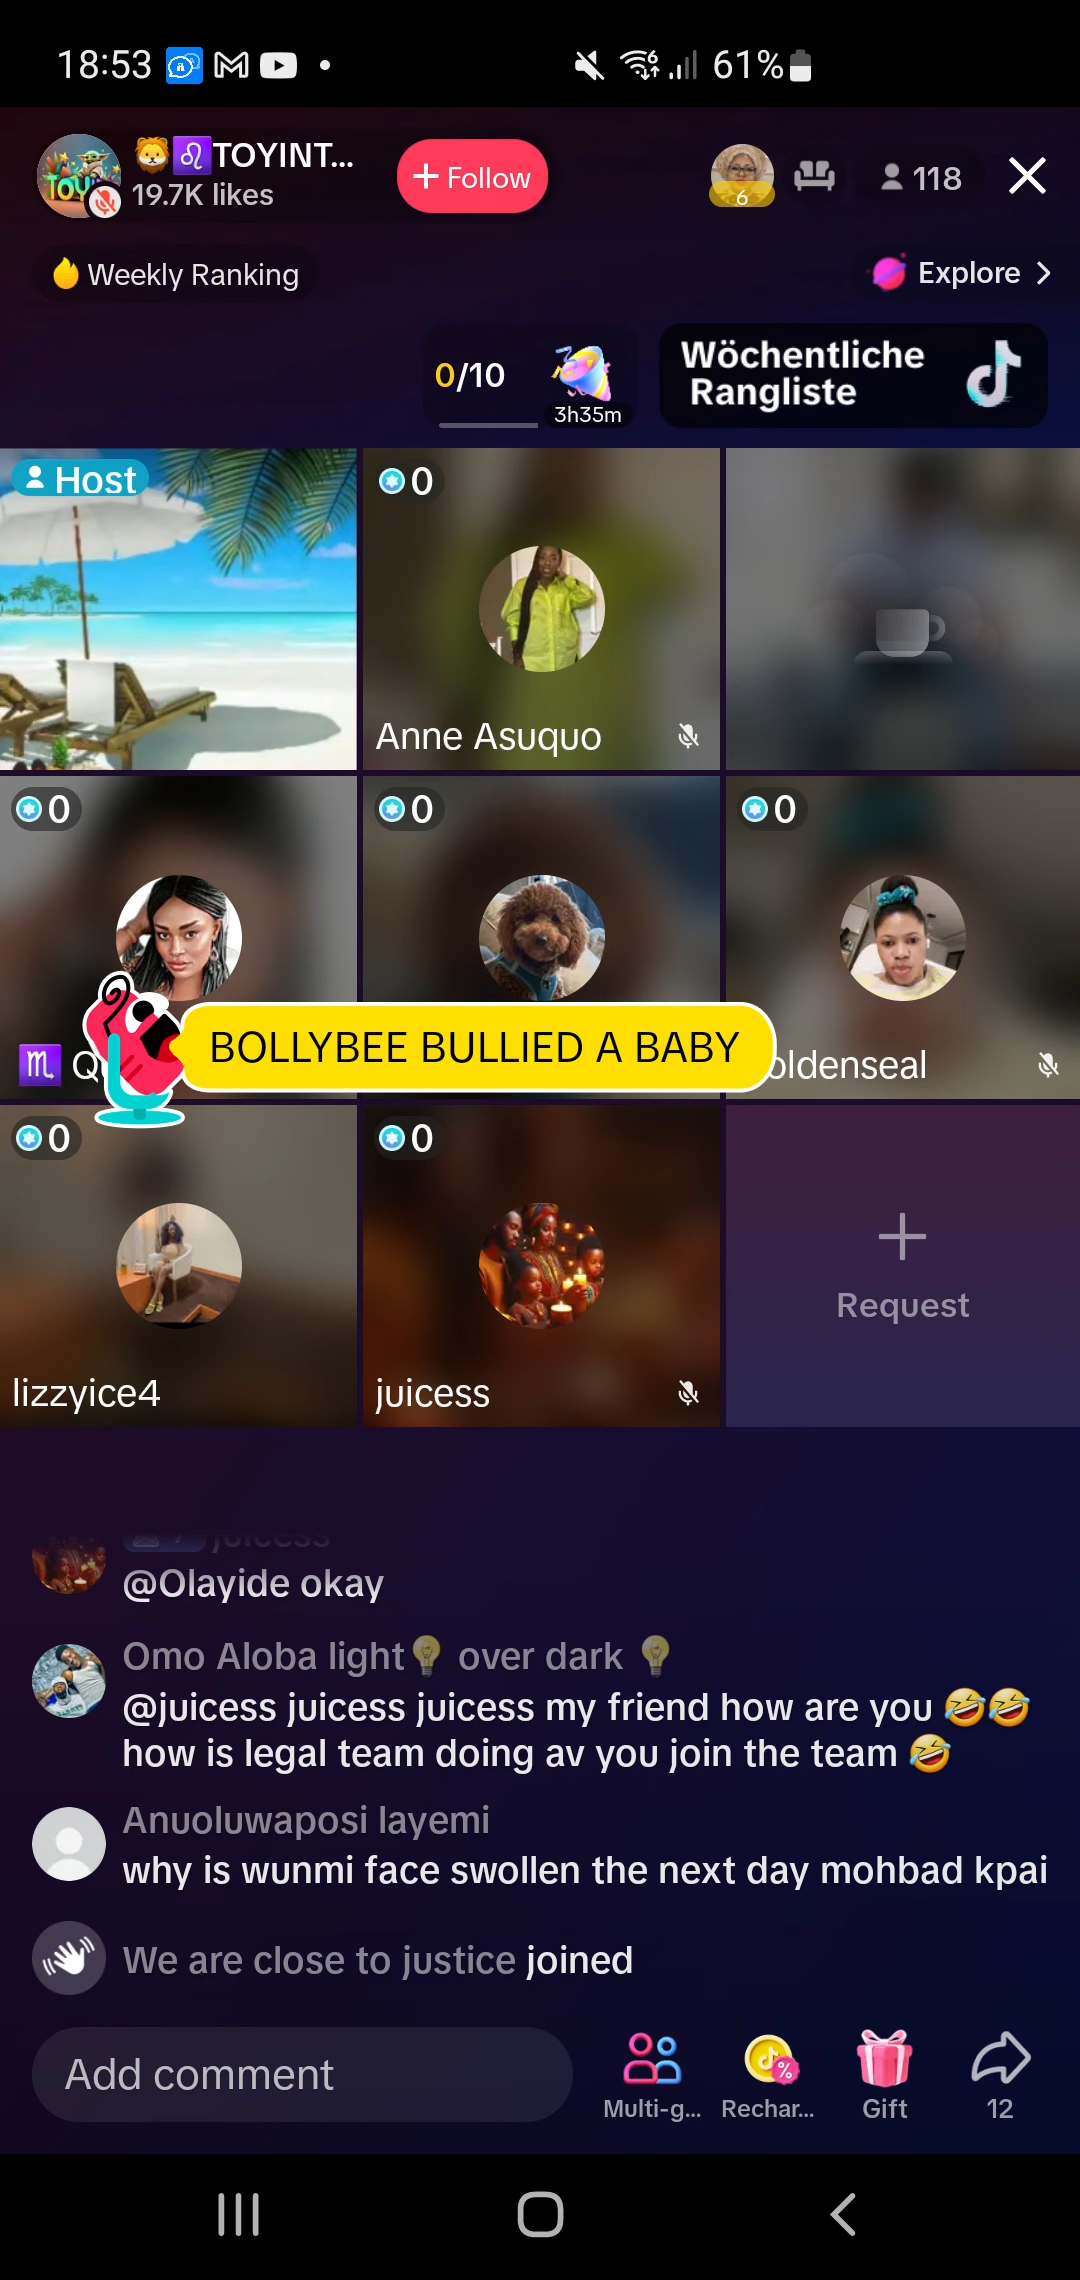 18:53
61%
TOYINT...
19.7K likes
+ Follow
6
118
Weekly Ranking
Explore
0/10
3h35m
Wöchentliche
Rangliste
Host
0
Anne Asuquo
0
0
0
BOLLYBEE BULLIED A BABY
oldenseal
0
0
lizzyice4
juicess
Request
juicess
@Olayide okay
Omo Aloba light💡 over dark 💡
@juicess juicess juicess my friend how are you 🤣🤣
how is legal team doing av you join the team 🤣
Anuoluwaposi layemi
why is wunmi face swollen the next day mohbad kpai
We are close to justice joined
Add comment
Multi-g...
Rechar...
Gift
12